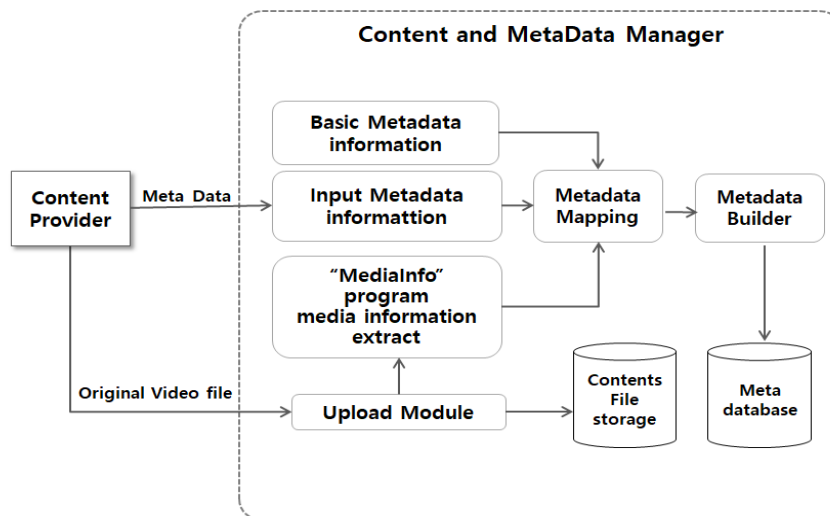 Content and MetaData Manager
Basic Metadata
information
Content
Provider
Meta Data
Input Metadata
informattion
Metadata
Mapping
Metadata
Builder
“MediaInfo”
program
media information
extract
Original Video file
Upload Module
Contents
File
storage
Meta
database